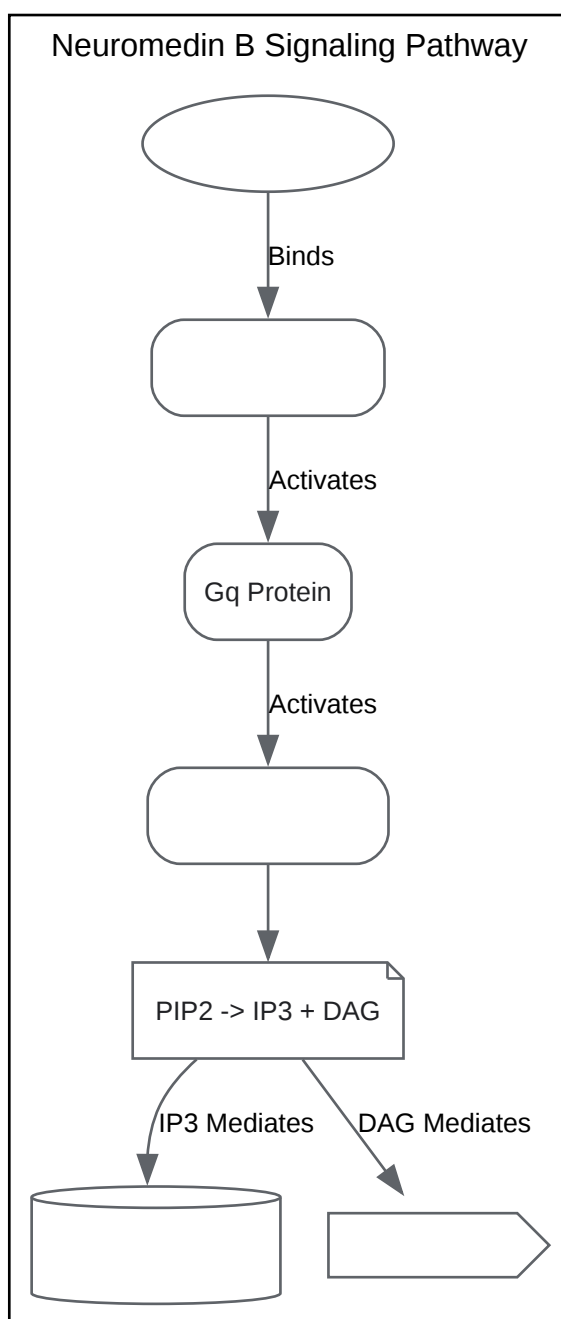 Neuromedin B Signaling Pathway
Binds
Activates
Gq Protein
Activates
PIP2 -> IP3 + DAG
IP3 Mediates
DAG Mediates